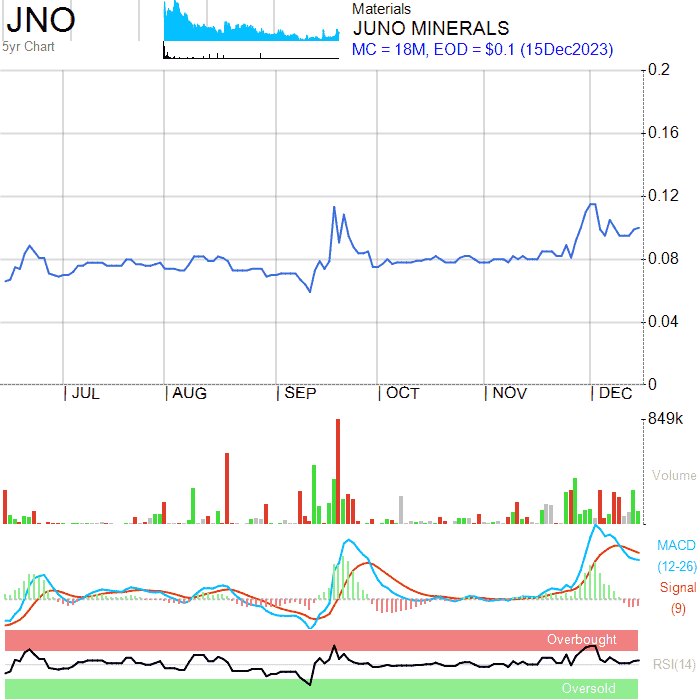 JNO
5yr Chart
Materials
JUNO MINERALS
MC = 18M, EOD = $0.1 (15Dec2023)
0.2
0.16
0.12
0.08
0.04
0
JUL AUG SEP OCT NOV DEC
849k
Volume
MACD
(12-26)
Signal
(9)
Overbought
RSI(14)
Oversold